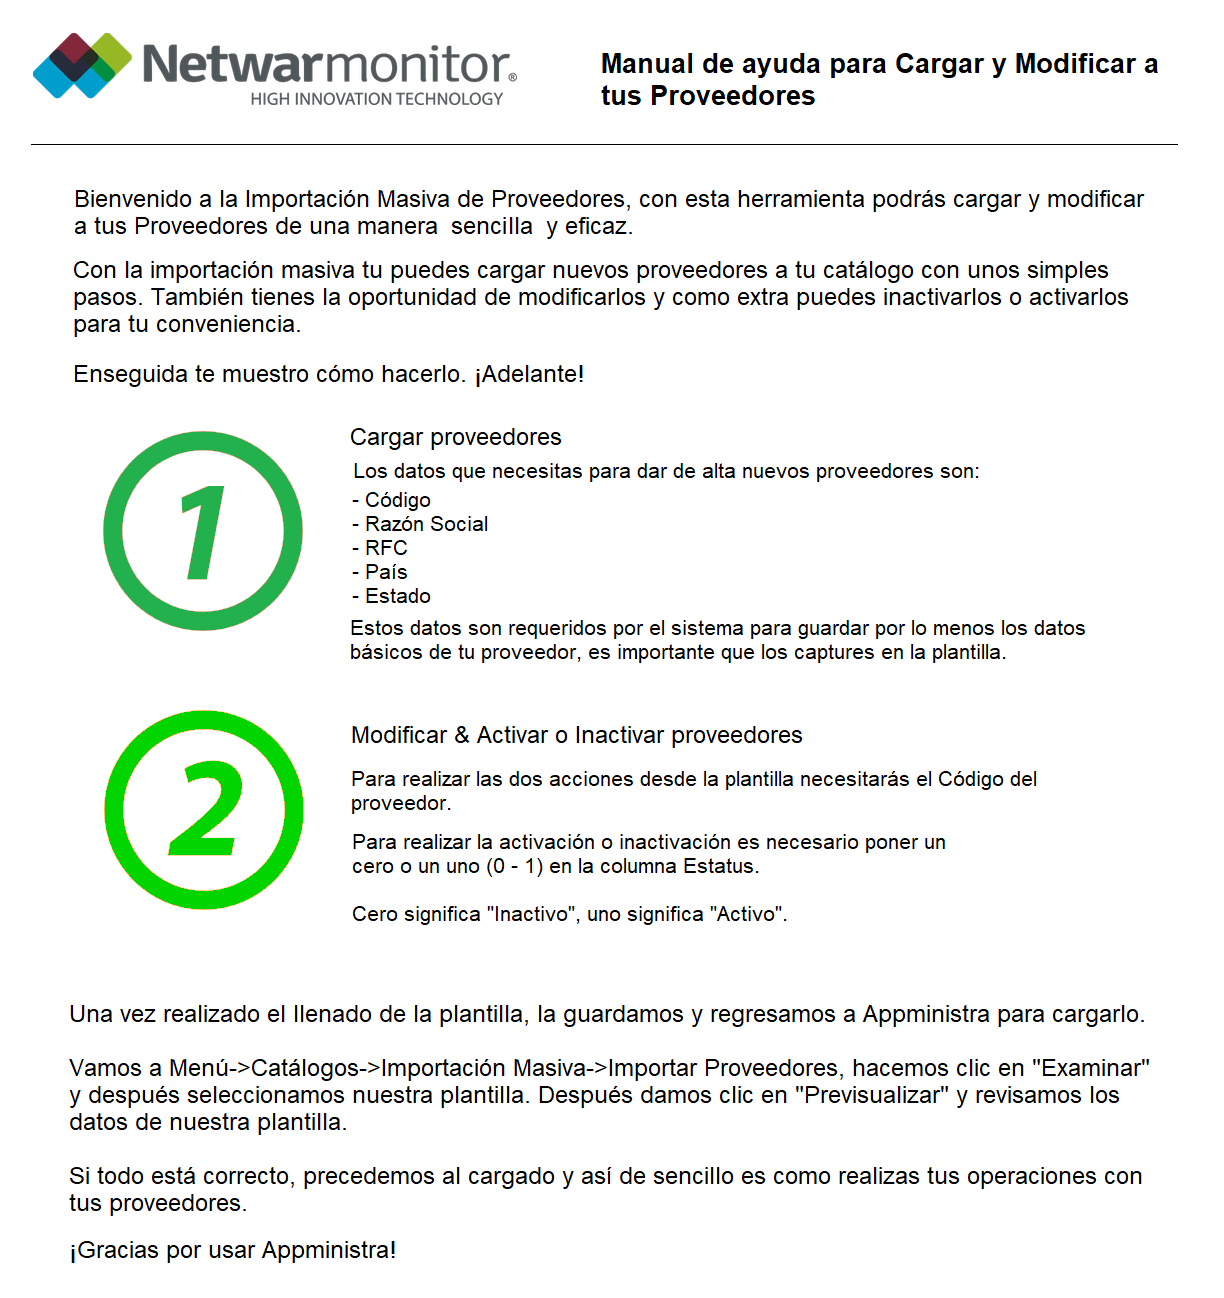 Netwarmonitor®
HIGH INNOVATION TECHNOLOGY
Manual de ayuda para Cargar y Modificar a
tus Proveedores
Bienvenido a la Importación Masiva de Proveedores, con esta herramienta podrás cargar y modificar
a tus Proveedores de una manera  sencilla  y eficaz.
Con la importación masiva tu puedes cargar nuevos proveedores a tu catálogo con unos simples
pasos. También tienes la oportunidad de modificarlos y como extra puedes inactivarlos o activarlos
para tu conveniencia.
Enseguida te muestro cómo hacerlo. ¡Adelante!
1
Cargar proveedores
Los datos que necesitas para dar de alta nuevos proveedores son:
- Código
- Razón Social
- RFC
- País
- Estado
Estos datos son requeridos por el sistema para guardar por lo menos los datos
básicos de tu proveedor, es importante que los captures en la plantilla.
2
Modificar & Activar o Inactivar proveedores
Para realizar las dos acciones desde la plantilla necesitarás el Código del
proveedor.
Para realizar la activación o inactivación es necesario poner un
cero o un uno (0 - 1) en la columna Estatus.
Cero significa "Inactivo", uno significa "Activo".
Una vez realizado el llenado de la plantilla, la guardamos y regresamos a Appministra para cargarlo.
Vamos a Menú->Catálogos->Importación Masiva->Importar Proveedores, hacemos clic en "Examinar"
y después seleccionamos nuestra plantilla. Después damos clic en "Previsualizar" y revisamos los
datos de nuestra plantilla.
Si todo está correcto, precedemos al cargado y así de sencillo es como realizas tus operaciones con
tus proveedores.
¡Gracias por usar Appministra!